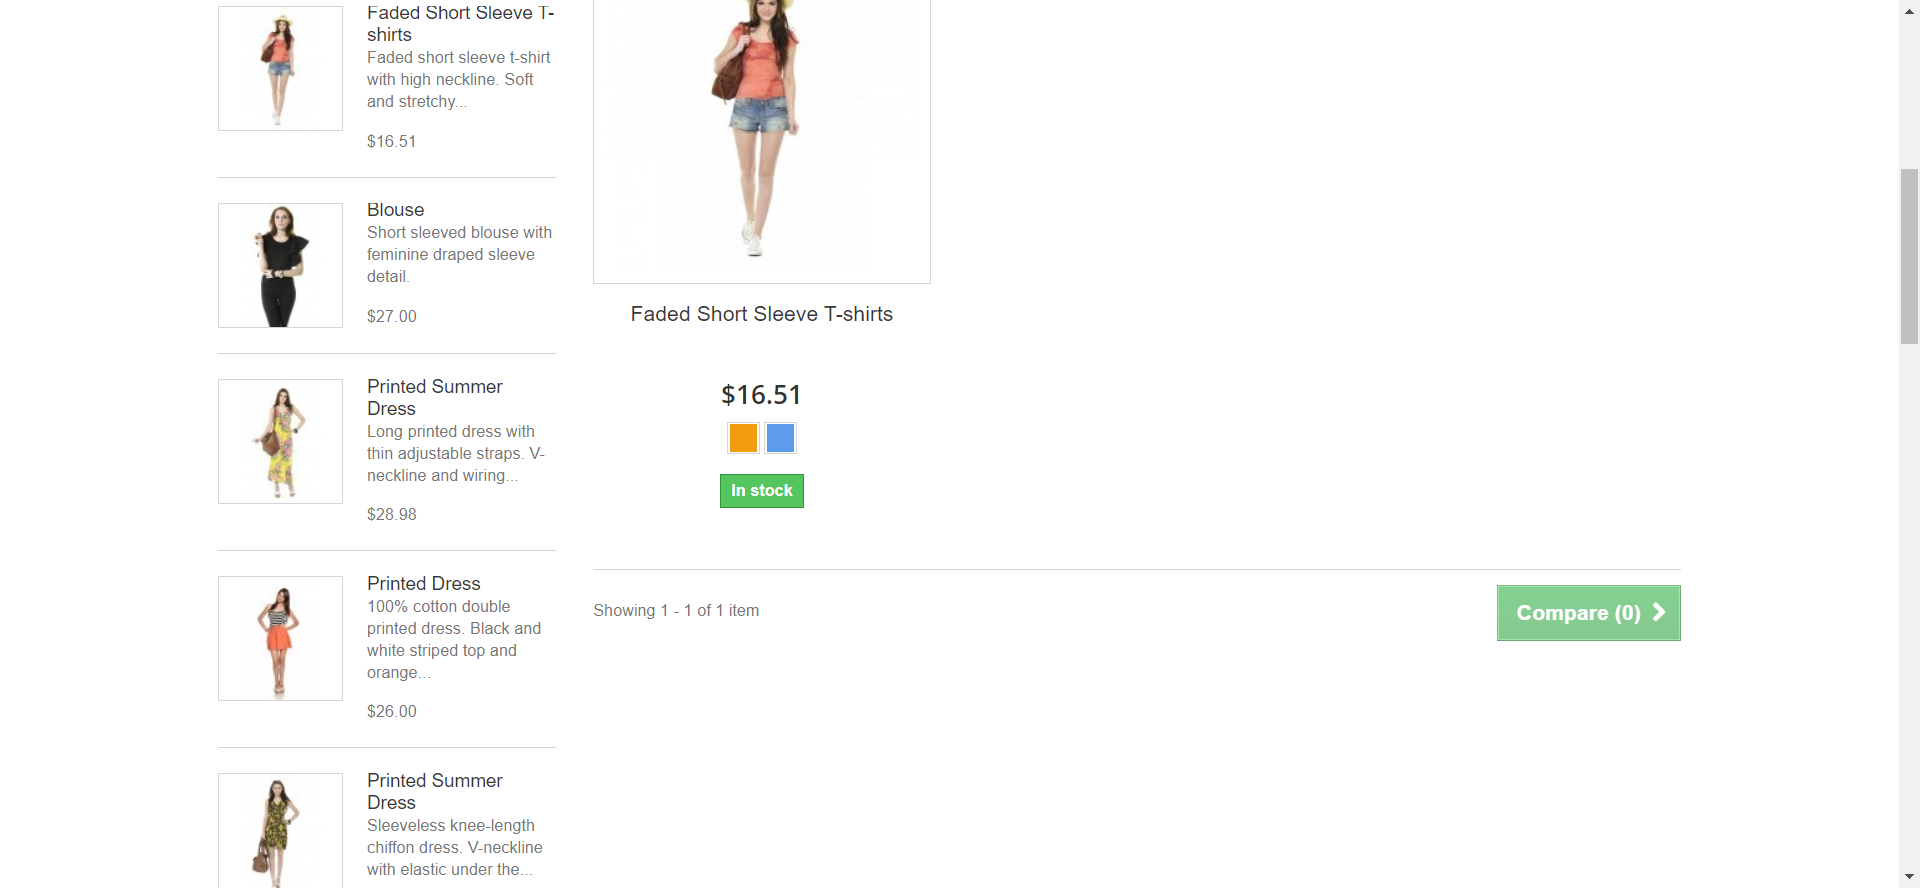 Faded Short Sleeve T-
shirts
Faded short sleeve t-shirt
with high neckline. Soft
and stretchy...
$16.51
Blouse
Short sleeved blouse with
feminine draped sleeve
detail.
$27.00
Printed Summer
Dress
Long printed dress with
thin adjustable straps. V-
neckline and wiring...
$28.98
Printed Dress
100% cotton double
printed dress. Black and
white striped top and
orange...
$26.00
Printed Summer
Dress
Sleeveless knee-length
chiffon dress. V-neckline
with elastic under the...
Faded Short Sleeve T-shirts
$16.51
In stock
Showing 1 - 1 of 1 item
Compare (0)